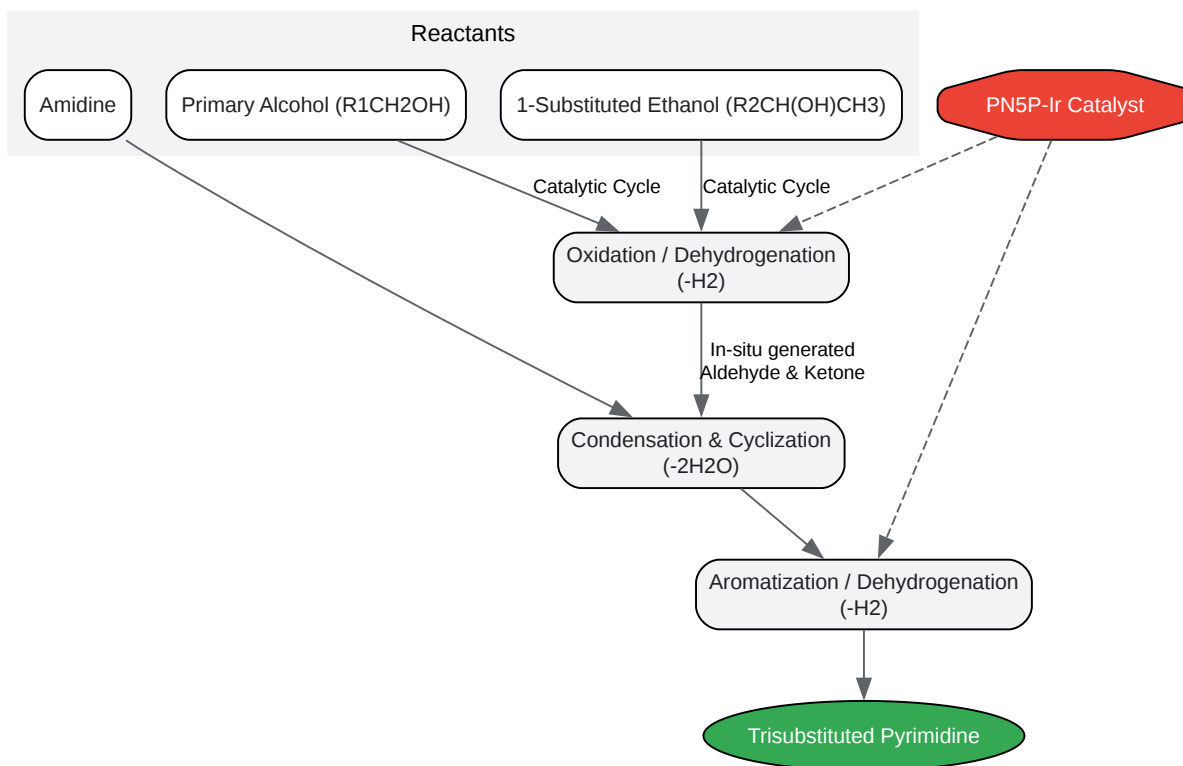 Reactants
Amidine
Primary Alcohol (R1CH2OH)
1-Substituted Ethanol (R2CH(OH)CH3)
PN5P-Ir Catalyst
Catalytic Cycle
Catalytic Cycle
Oxidation / Dehydrogenation
(-H2)
In-situ generated
Aldehyde & Ketone
Condensation & Cyclization
(-2H2O)
Aromatization / Dehydrogenation
(-H2)
Trisubstituted Pyrimidine